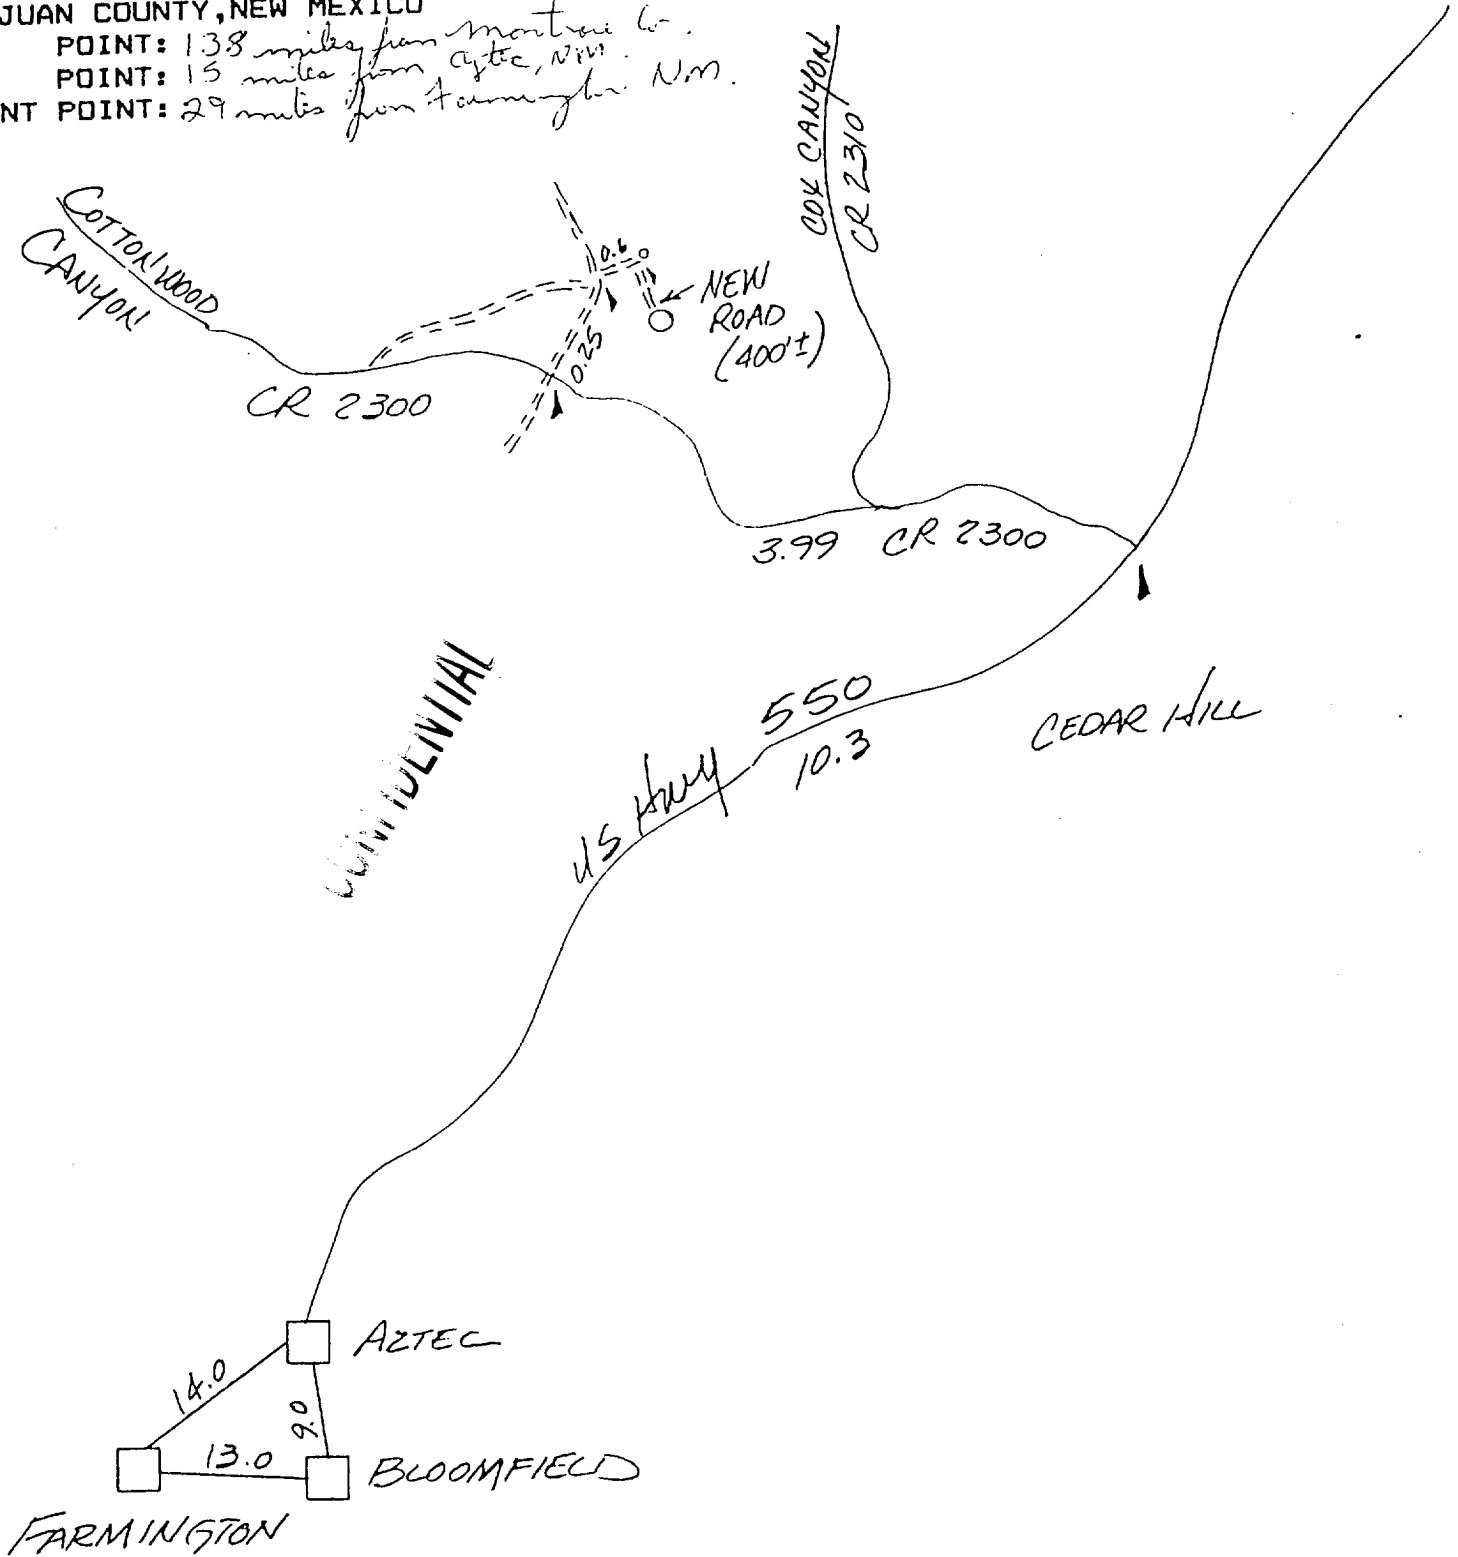 JUAN COUNTY, NEW MEXICO
POINT: 138 miles from Montrose Co.
POINT: 15 miles from Aztec, NM.
NT POINT: 29 miles from Farmington NM.
COX CANYON
CR 2310
COTTONWOOD
CANYON
0.6
NEW
ROAD
(400'±)
0.25
CR 2300
3.99 CR 2300
CONFIDENTIAL
US Hwy 550
10.3
CEDAR HILL
AZTEC
14.0
9.0
13.0
BLOOMFIELD
FARMINGTON